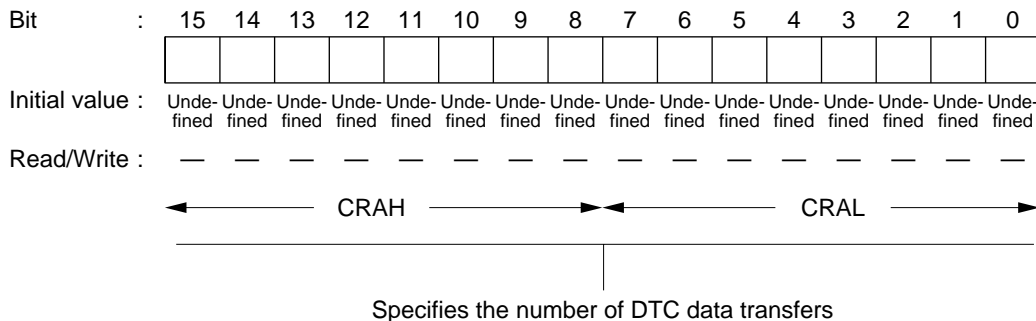 Bit : 15 14 13 12 11 10 9 8 7 6 5 4 3 2 1 0
Initial value : Unde- Unde- Unde- Unde- Unde- Unde- Unde- Unde- Unde- Unde- Unde- Unde- Unde- Unde- Unde- Unde-
fined fined fined fined fined fined fined fined fined fined fined fined fined fined fined fined
Read/Write : — — — — — — — — — — — — — — — —
CRAH CRAL
Specifies the number of DTC data transfers